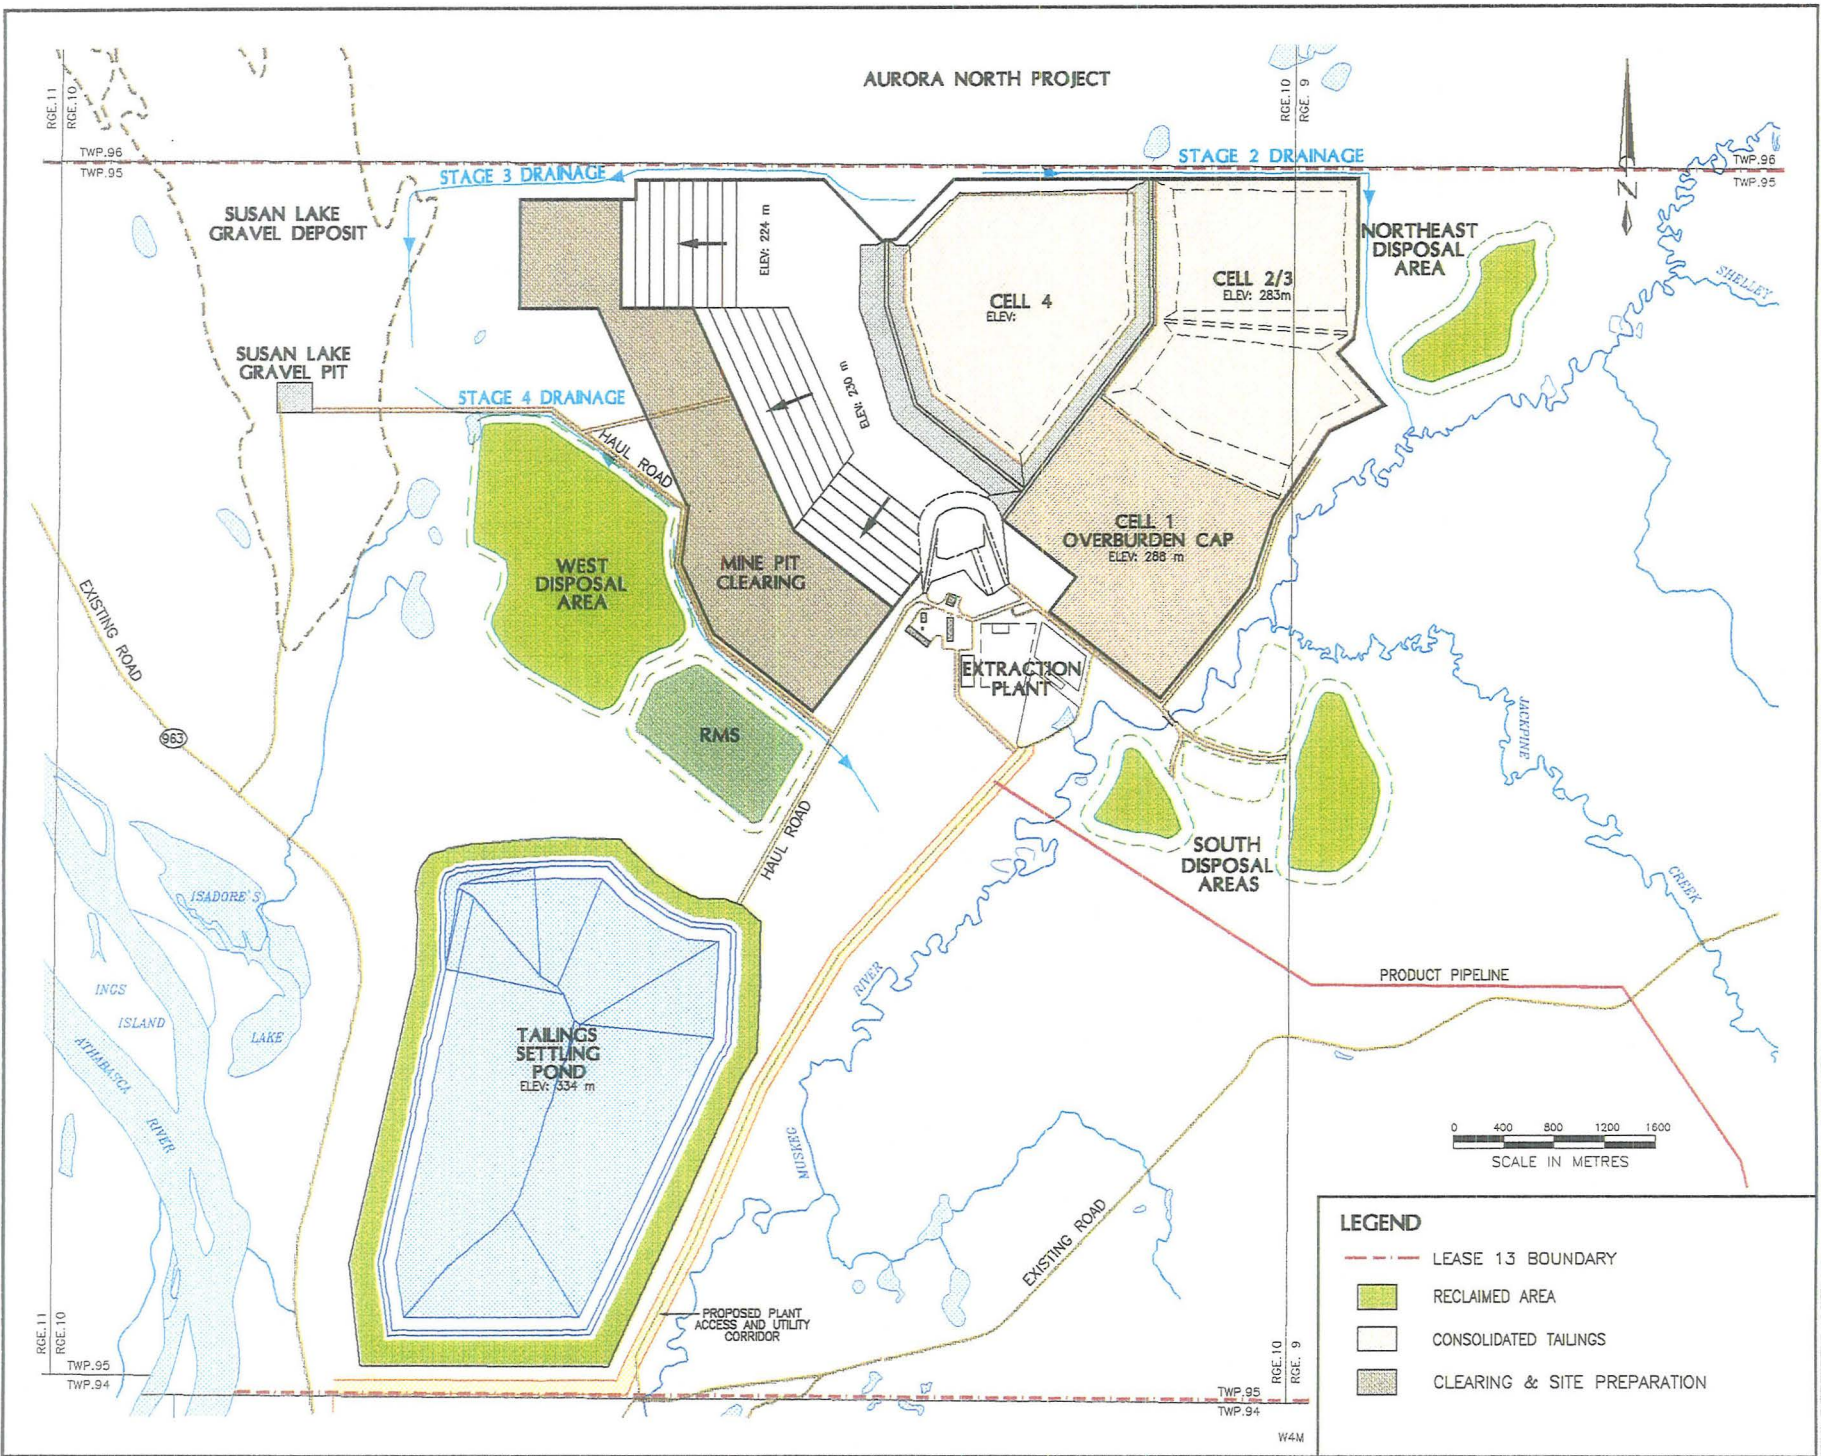 AURORA NORTH PROJECT
RGE.11
RGE.10
RGE.10
RGE. 9
TWP.96
TWP.95
STAGE 3 DRAINAGE
STAGE 2 DRAINAGE
TWP.96
TWP.95
N
SUSAN LAKE
GRAVEL DEPOSIT
ELEV: 224 m
NORTHEAST
DISPOSAL
AREA
SHELLEY
CELL 4
ELEV:
CELL 2/3
ELEV: 283m
SUSAN LAKE
GRAVEL PIT
STAGE 4 DRAINAGE
ELEV: 230 m
HAUL ROAD
CELL 1
OVERBURDEN CAP
ELEV: 288 m
WEST
DISPOSAL
AREA
MINE PIT
CLEARING
EXISTING ROAD
EXTRACTION
PLANT
963
RMS
JACKPINE
HAUL ROAD
SOUTH
DISPOSAL
AREAS
CREEK
ISADORE'S
LAKE
INGS
ISLAND
ATHABASCA
RIVER
RIVER
PRODUCT PIPELINE
TAILINGS
SETTLING
POND
ELEV: 334 m
MUSKEG
0 400 800 1200 1600
SCALE IN METRES
EXISTING ROAD
PROPOSED PLANT
ACCESS AND UTILITY
CORRIDOR
RGE.11
RGE.10
TWP.95
TWP.94
RGE.10
RGE. 9
TWP.95
TWP.94
W4M
LEGEND
LEASE 13 BOUNDARY
RECLAIMED AREA
CONSOLIDATED TAILINGS
CLEARING & SITE PREPARATION